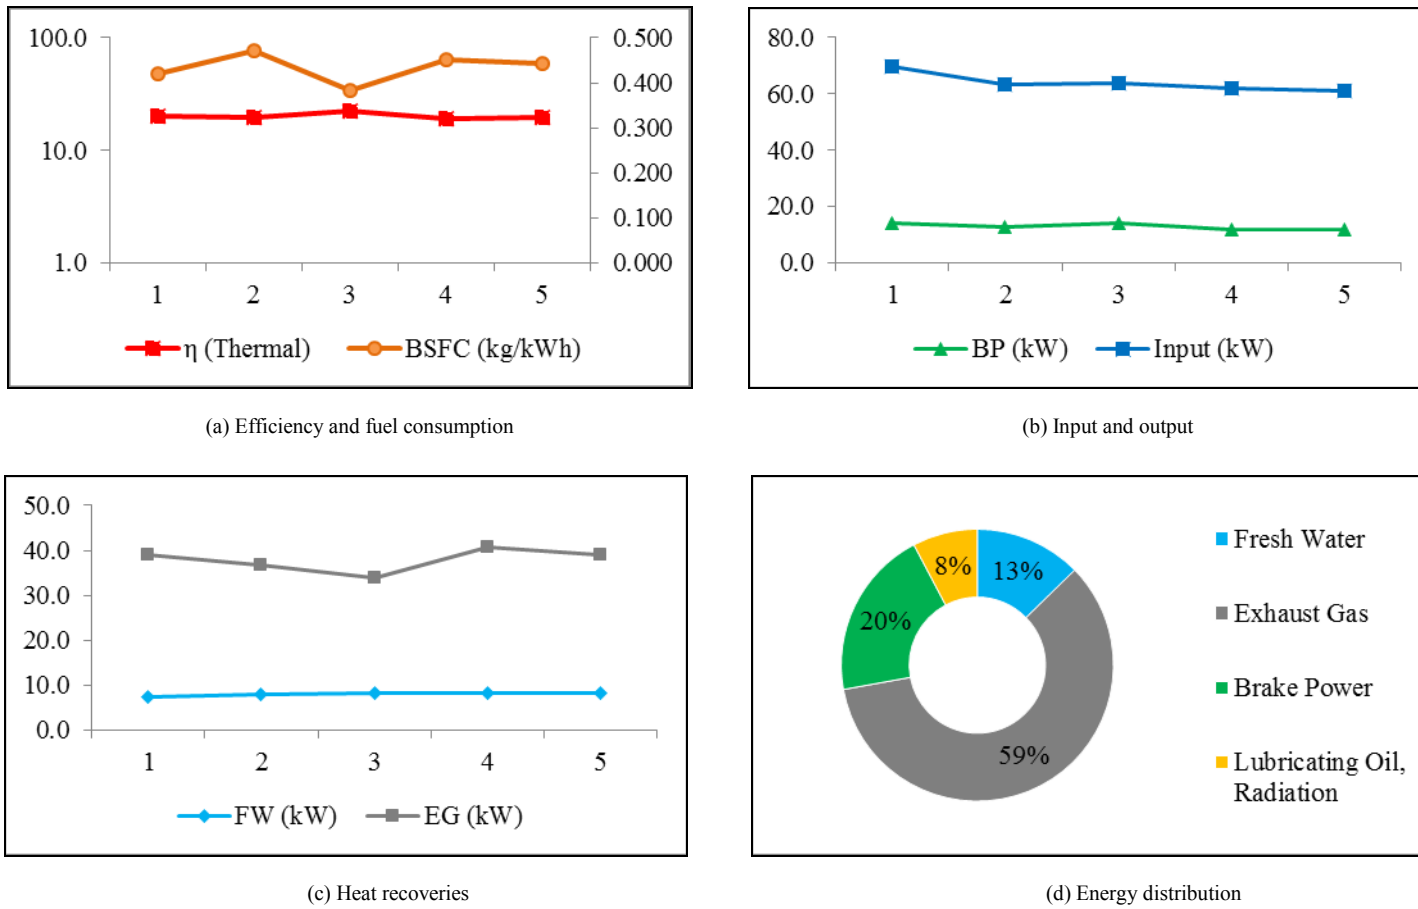 100.0
10.0
1.0
0.500
0.400
0.300
0.200
0.100
0.000
1 2 3 4 5
η (Thermal) BSFC (kg/kWh)
(a) Efficiency and fuel consumption
80.0
60.0
40.0
20.0
0.0
1 2 3 4 5
BP (kW) Input (kW)
(b) Input and output
50.0
40.0
30.0
20.0
10.0
0.0
1 2 3 4 5
FW (kW) EG (kW)
(c) Heat recoveries
8%
13%
20%
59%
Fresh Water
Exhaust Gas
Brake Power
Lubricating Oil,
Radiation
(d) Energy distribution